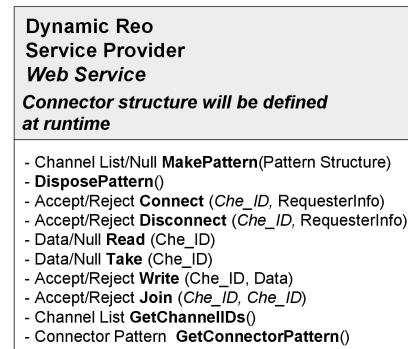 Dynamic Reo
Service Provider
Web Service
Connector structure will be defined
at runtime
- Channel List/Null MakePattern(Pattern Structure)
- DisposePattern()
- Accept/Reject Connect (Che_ID, RequesterInfo)
- Accept/Reject Disconnect (Che_ID, RequesterInfo)
- Data/Null Read (Che_ID)
- Data/Null Take (Che_ID)
- Accept/Reject Write (Che_ID, Data)
- Accept/Reject Join (Che_ID, Che_ID)
- Channel List GetChannelIDs()
- Connector Pattern GetConnectorPattern()